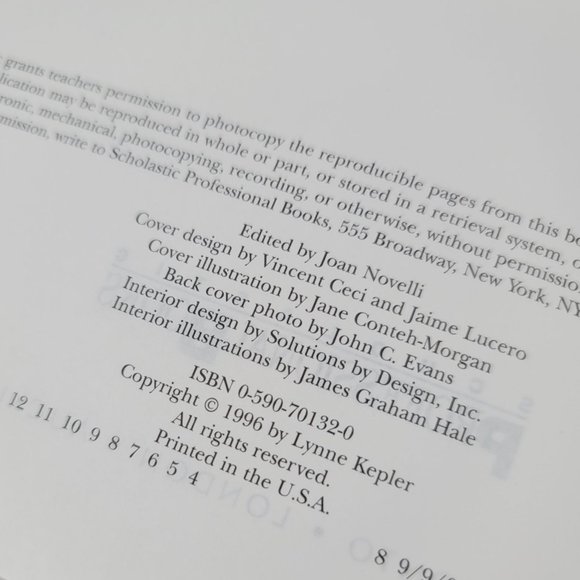 grants teachers permission to photocopy the reproducible pages from this
may be reproduced in whole or part, or stored in a retrieval system,
mechanical, photocopying, recording, or otherwise, without
write to Scholastic Professional Books, 555 Broadway, New York, NY
Edited by Joan Novelli
Cover design by Vincent Ceci and Jaime Lucero
Cover illustration by Jane Conteh-Morgan
Back cover photo by John C. Evans
Interior design by Solutions by Design, Inc.
Interior illustrations by James Graham Hale
ISBN 0-590-70132-0
Copyright © 1996 by Lynne Kepler
All rights reserved.
Printed in the U.S.A.
12 11 10 9 8 7 6 5 4
8 9/9/